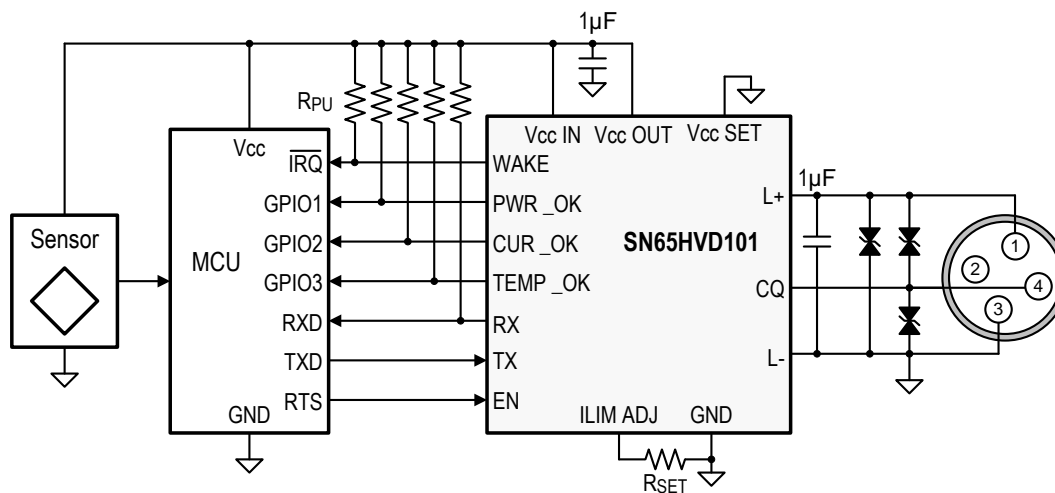 1µF
RPU
Vcc
Vcc IN
Vcc OUT
Vcc SET
IRQ
WAKE
1µF
L+
GPIO1
PWR _OK
Sensor
MCU
GPIO2
CUR _OK
SN65HVD101
1
2
GPIO3
TEMP _OK
CQ
4
3
RXD
RX
TXD
TX
L-
RTS
EN
GND
ILIM ADJ
GND
RSET